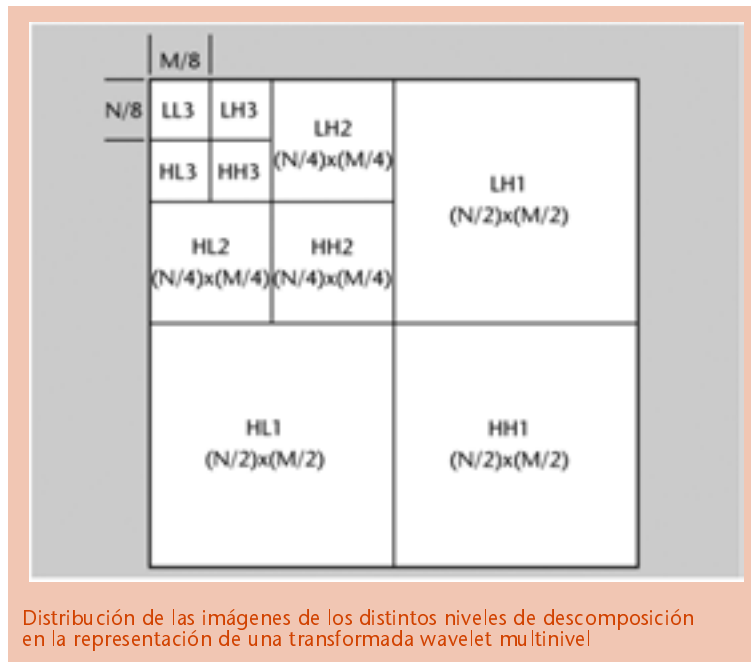 M/8
N/8
LL3
LH3
LH2
(N/4)x(M/4)
LH1
(N/2)x(M/2)
HL3
HH3
HL2
(N/4)x(M/4)
HH2
(N/4)x(M/4)
HL1
(N/2)x(M/2)
HH1
(N/2)x(M/2)
Distribución de las imágenes de los distintos niveles de descomposición
en la representación de una transformada wavelet multinivel